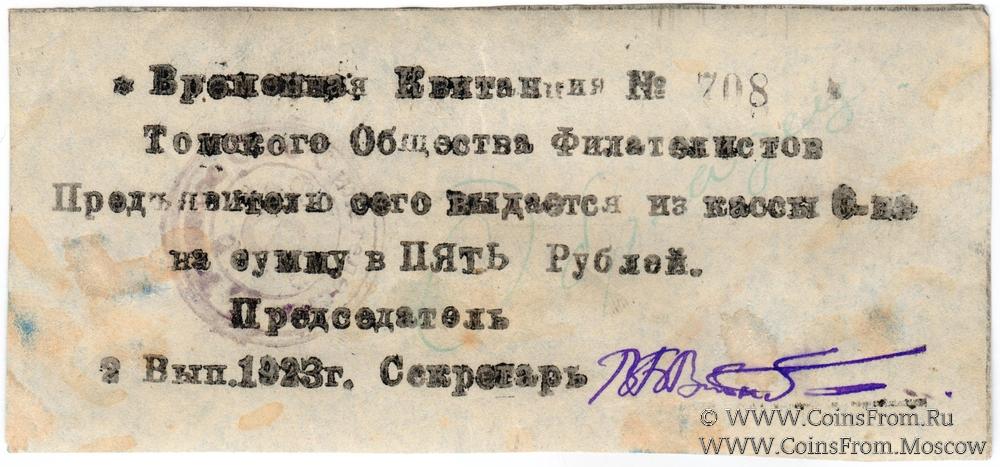 * Временная Квитанция № 708 *
Томского Общества Филателистов
Предъявителю сего выдается из кассы О-ва
на сумму в ПЯТЬ Рублей.
Председатель
2 Вып. 1923г. Секретарь
© WWW.CoinsFrom.Ru
WWW.CoinsFrom.Moscow